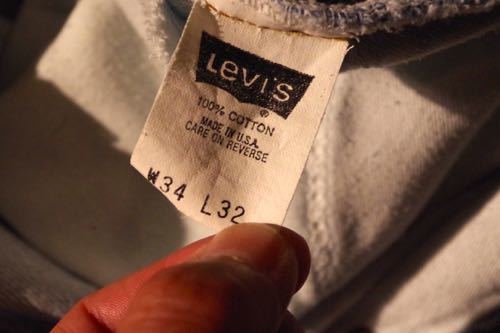 Levi's
®
100% COTTON
MADE IN U.S.A.
CARE ON REVERSE
W34 L32